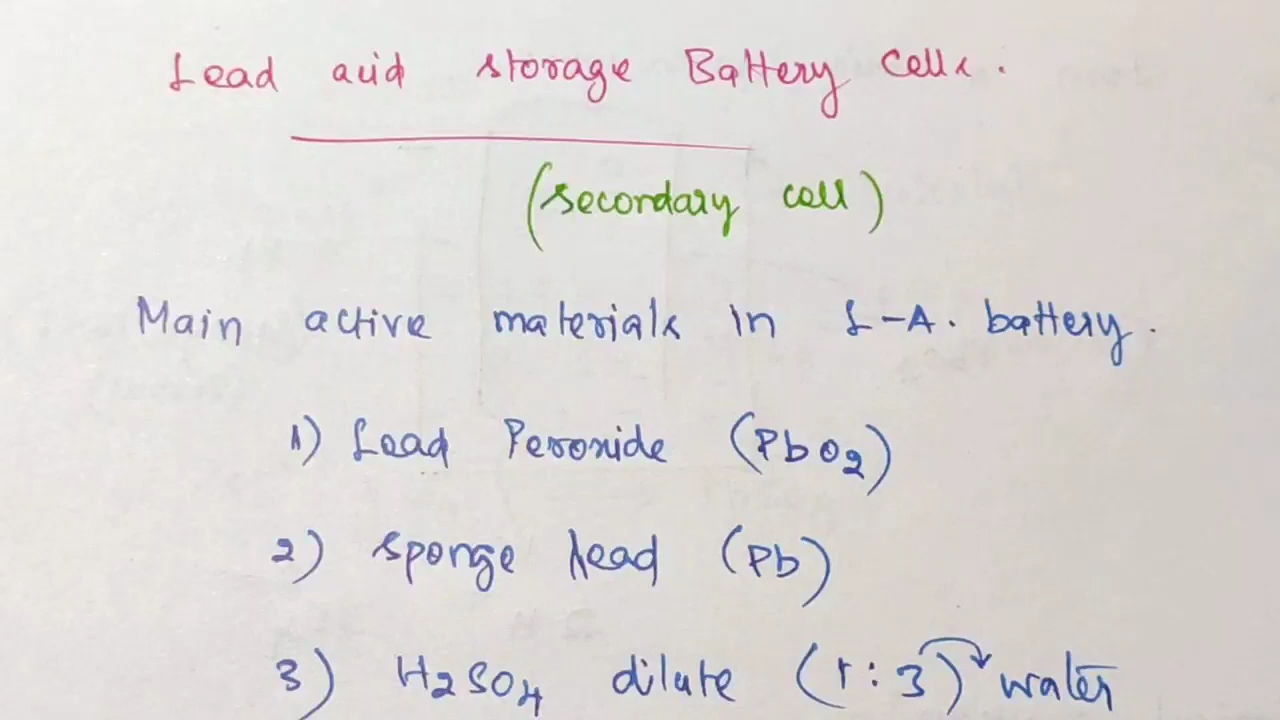 Lead acid storage Battery Cells.
(secondary cell)
Main active materials in L-A. battery.
1) Lead Peroxide (PbO2)
2) sponge lead (Pb)
3) H2SO4 dilute (1:3) water